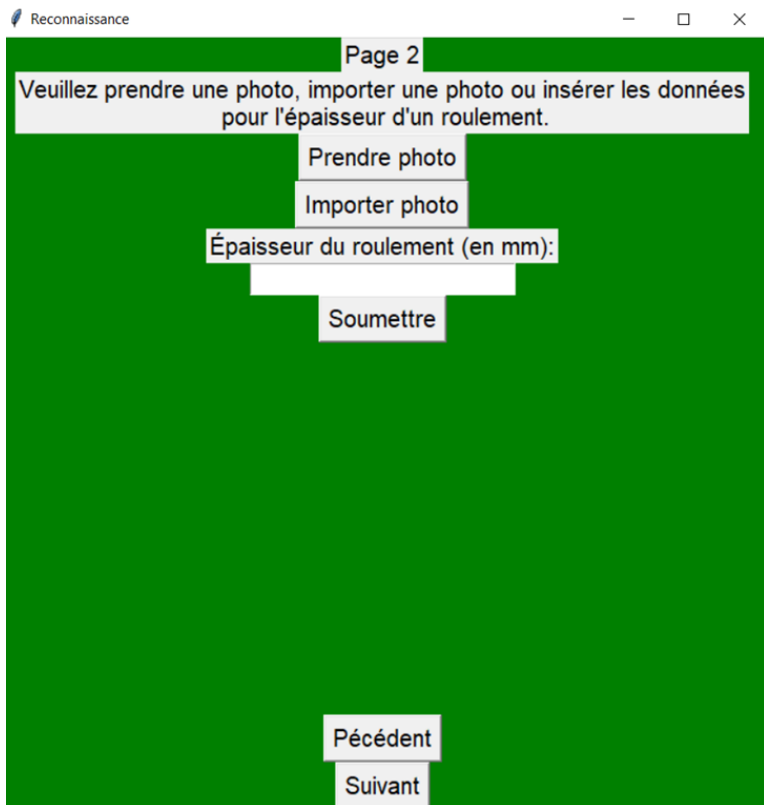 Reconnaissance
Page 2
Veuillez prendre une photo, importer une photo ou insérer les données
pour l'épaisseur d'un roulement.
Prendre photo
Importer photo
Épaisseur du roulement (en mm):
Soumettre
Pécédent
Suivant